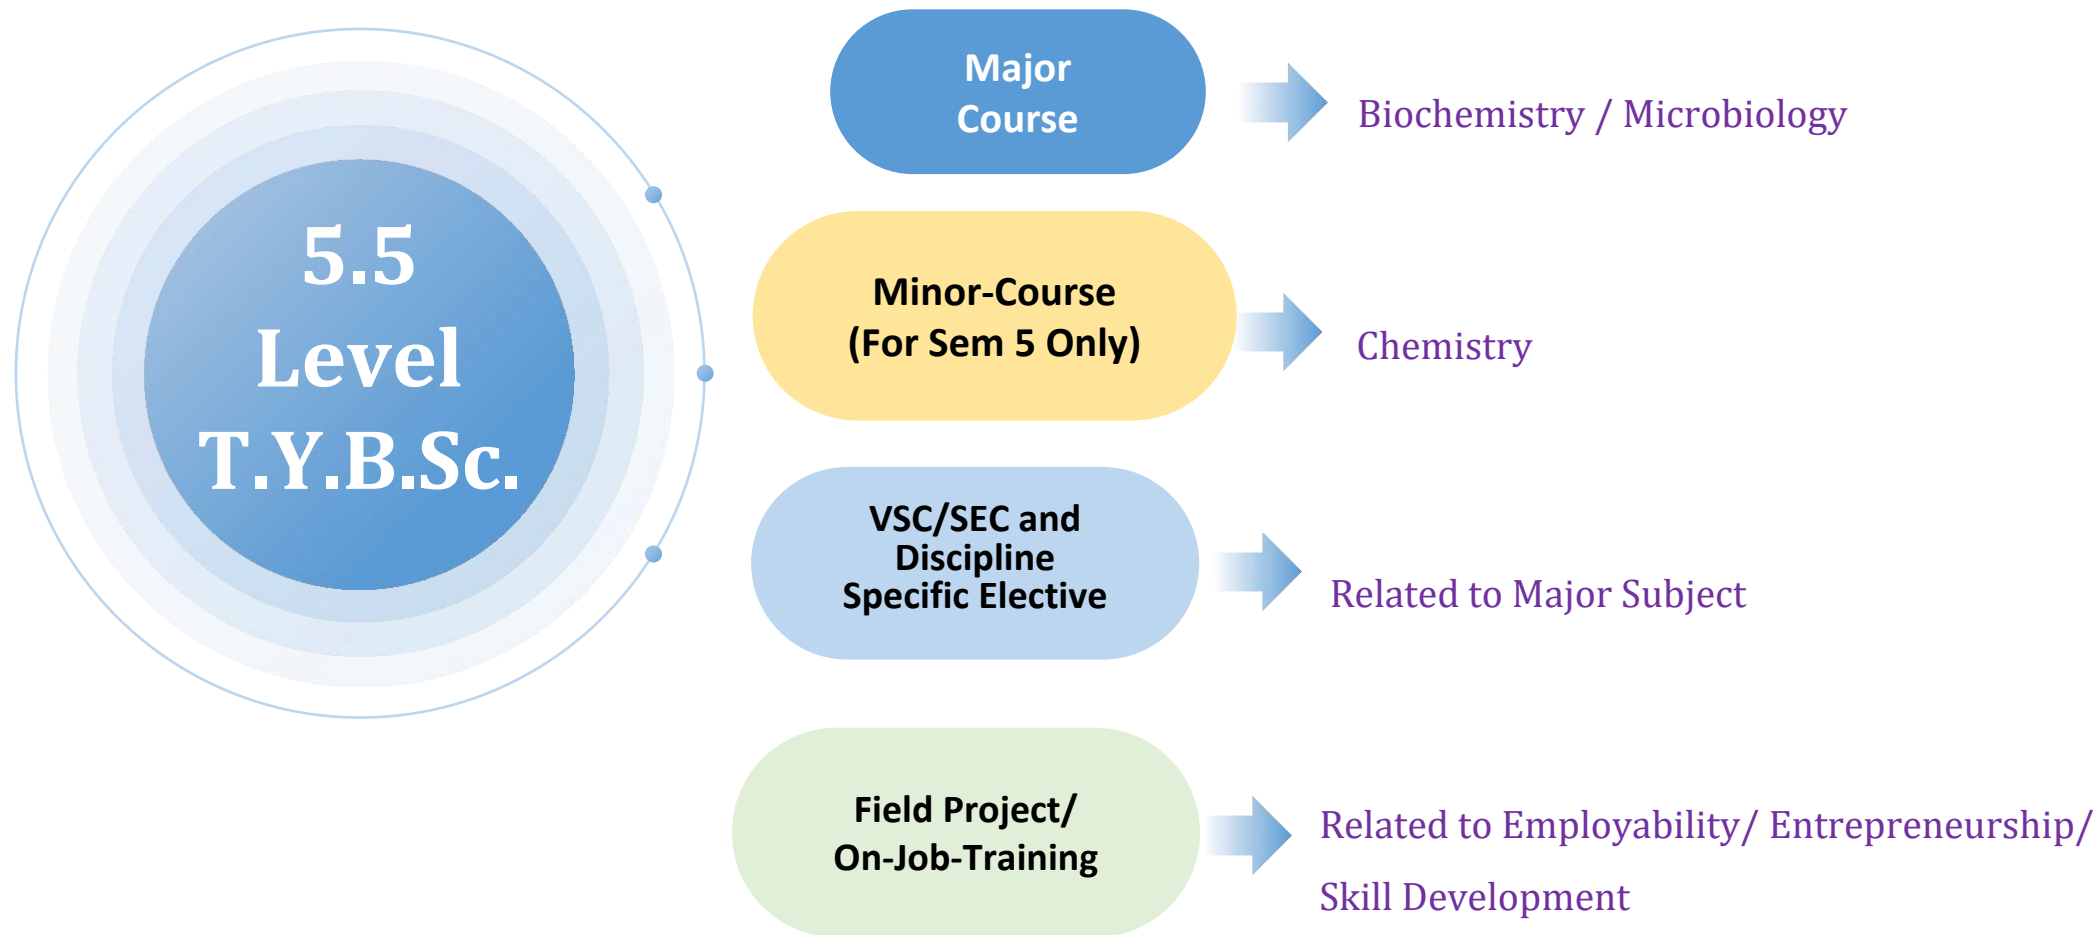 5.5
Level
T.Y.B.Sc.
Major
Course
Biochemistry / Microbiology
Minor-Course
(For Sem 5 Only)
Chemistry
VSC/SEC and
Discipline
Specific Elective
Related to Major Subject
Field Project/
On-Job-Training
Related to Employability/ Entrepreneurship/
Skill Development